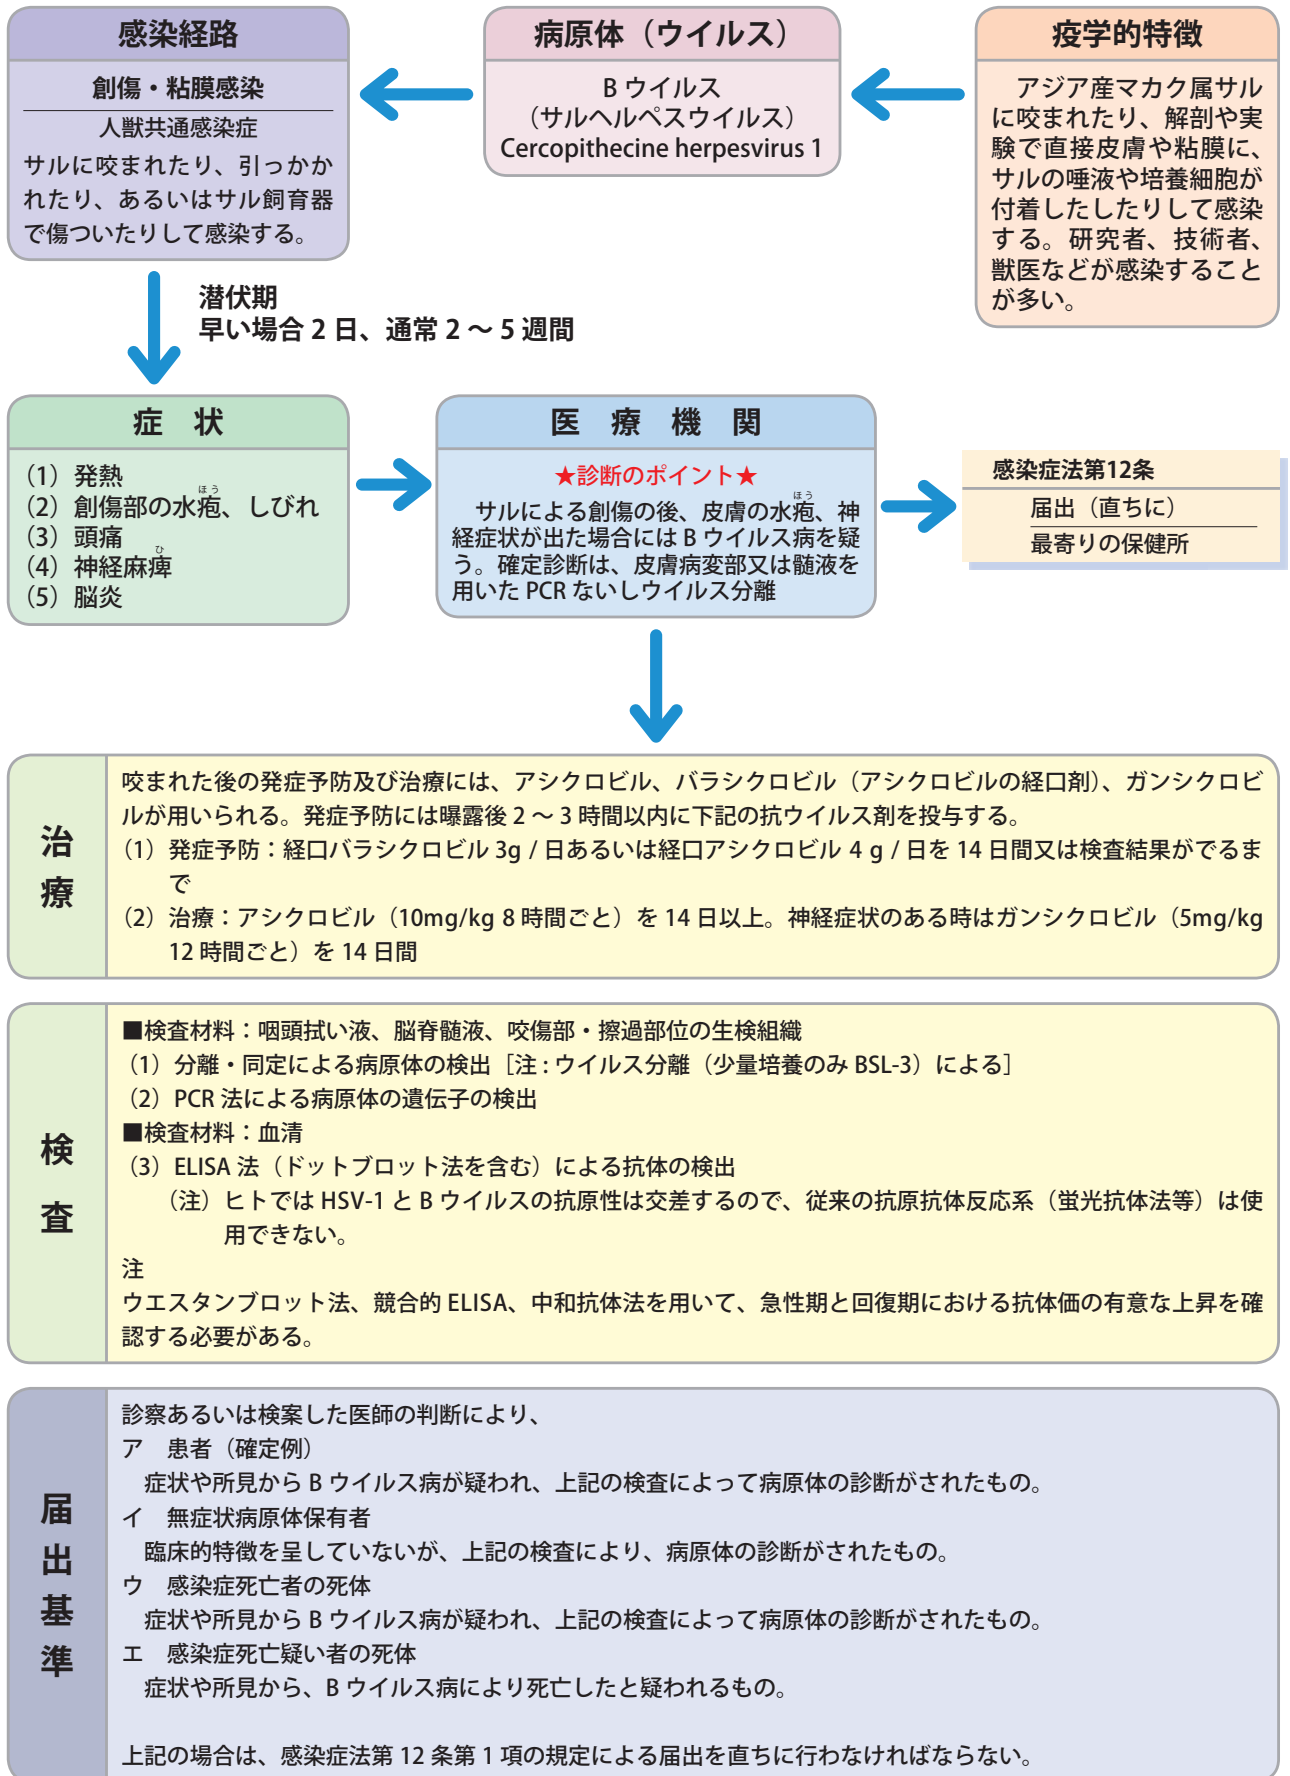 感染経路
創傷・粘膜感染
人獣共通感染症
サルに咬まれたり、引っかか
れたり、あるいはサル飼育器
で傷ついたりして感染する。
病原体（ウイルス）
B ウイルス
（サルヘルペスウイルス）
Cercopithecine herpesvirus 1
疫学的特徴
アジア産マカク属サル
に咬まれたり、解剖や実
験で直接皮膚や粘膜に、
サルの唾液や培養細胞が
付着したしたりして感染
する。研究者、技術者、
獣医などが感染すること
が多い。
潜伏期
早い場合 2 日、通常 2 ～ 5 週間
症　状
（1）発熱
ほう
（2）創傷部の水疱、しびれ
（3）頭痛
ひ
（4）神経麻痺
（5）脳炎
医　療　機　関
★診断のポイント★
ほう
サルによる創傷の後、皮膚の水疱、神
経症状が出た場合には B ウイルス病を疑
う。確定診断は、皮膚病変部又は髄液を
用いた PCR ないしウイルス分離
感染症法第12条
届出（直ちに）
最寄りの保健所
治療
咬まれた後の発症予防及び治療には、アシクロビル、バラシクロビル（アシクロビルの経口剤）、ガンシクロビ
ルが用いられる。発症予防には曝露後 2 ～ 3 時間以内に下記の抗ウイルス剤を投与する。
（1）発症予防：経口バラシクロビル 3g / 日あるいは経口アシクロビル 4 g / 日を 14 日間又は検査結果がでるま
で
（2）治療：アシクロビル（10mg/kg 8 時間ごと）を 14 日以上。神経症状のある時はガンシクロビル（5mg/kg
12 時間ごと）を 14 日間
検査
■検査材料：咽頭拭い液、脳脊髄液、咬傷部・擦過部位の生検組織
（1）分離・同定による病原体の検出［注 : ウイルス分離（少量培養のみ BSL-3）による］
（2）PCR 法による病原体の遺伝子の検出
■検査材料：血清
（3）ELISA 法（ドットブロット法を含む）による抗体の検出
（注）ヒトでは HSV-1 と B ウイルスの抗原性は交差するので、従来の抗原抗体反応系（蛍光抗体法等）は使
用できない。
注
ウエスタンブロット法、競合的 ELISA、中和抗体法を用いて、急性期と回復期における抗体価の有意な上昇を確
認する必要がある。
届出基準
診察あるいは検案した医師の判断により、
ア　患者（確定例）
症状や所見から B ウイルス病が疑われ、上記の検査によって病原体の診断がされたもの。
イ　無症状病原体保有者
臨床的特徴を呈していないが、上記の検査により、病原体の診断がされたもの。
ウ　感染症死亡者の死体
症状や所見から B ウイルス病が疑われ、上記の検査によって病原体の診断がされたもの。
エ　感染症死亡疑い者の死体
症状や所見から、B ウイルス病により死亡したと疑われるもの。
上記の場合は、感染症法第 12 条第 1 項の規定による届出を直ちに行わなければならない。